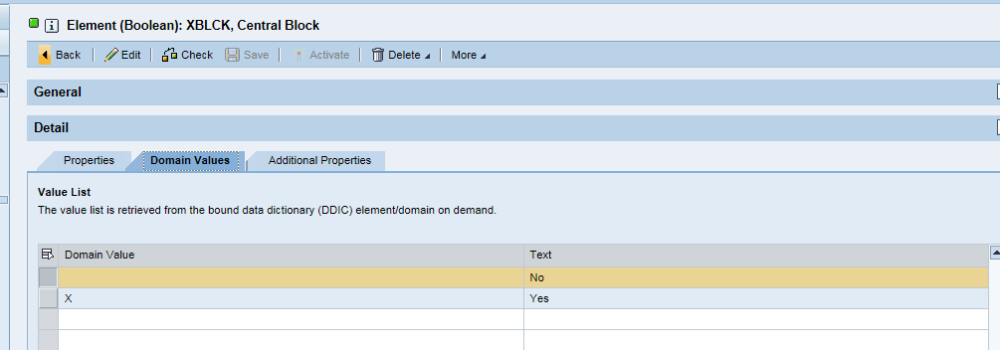 Element (Boolean): XBLCK, Central Block
Back Edit Check Save Activate Delete More
General
Detail
Properties Domain Values Additional Properties
Value List
The value list is retrieved from the bound data dictionary (DDIC) element/domain on demand.
Domain Value Text
No
X Yes